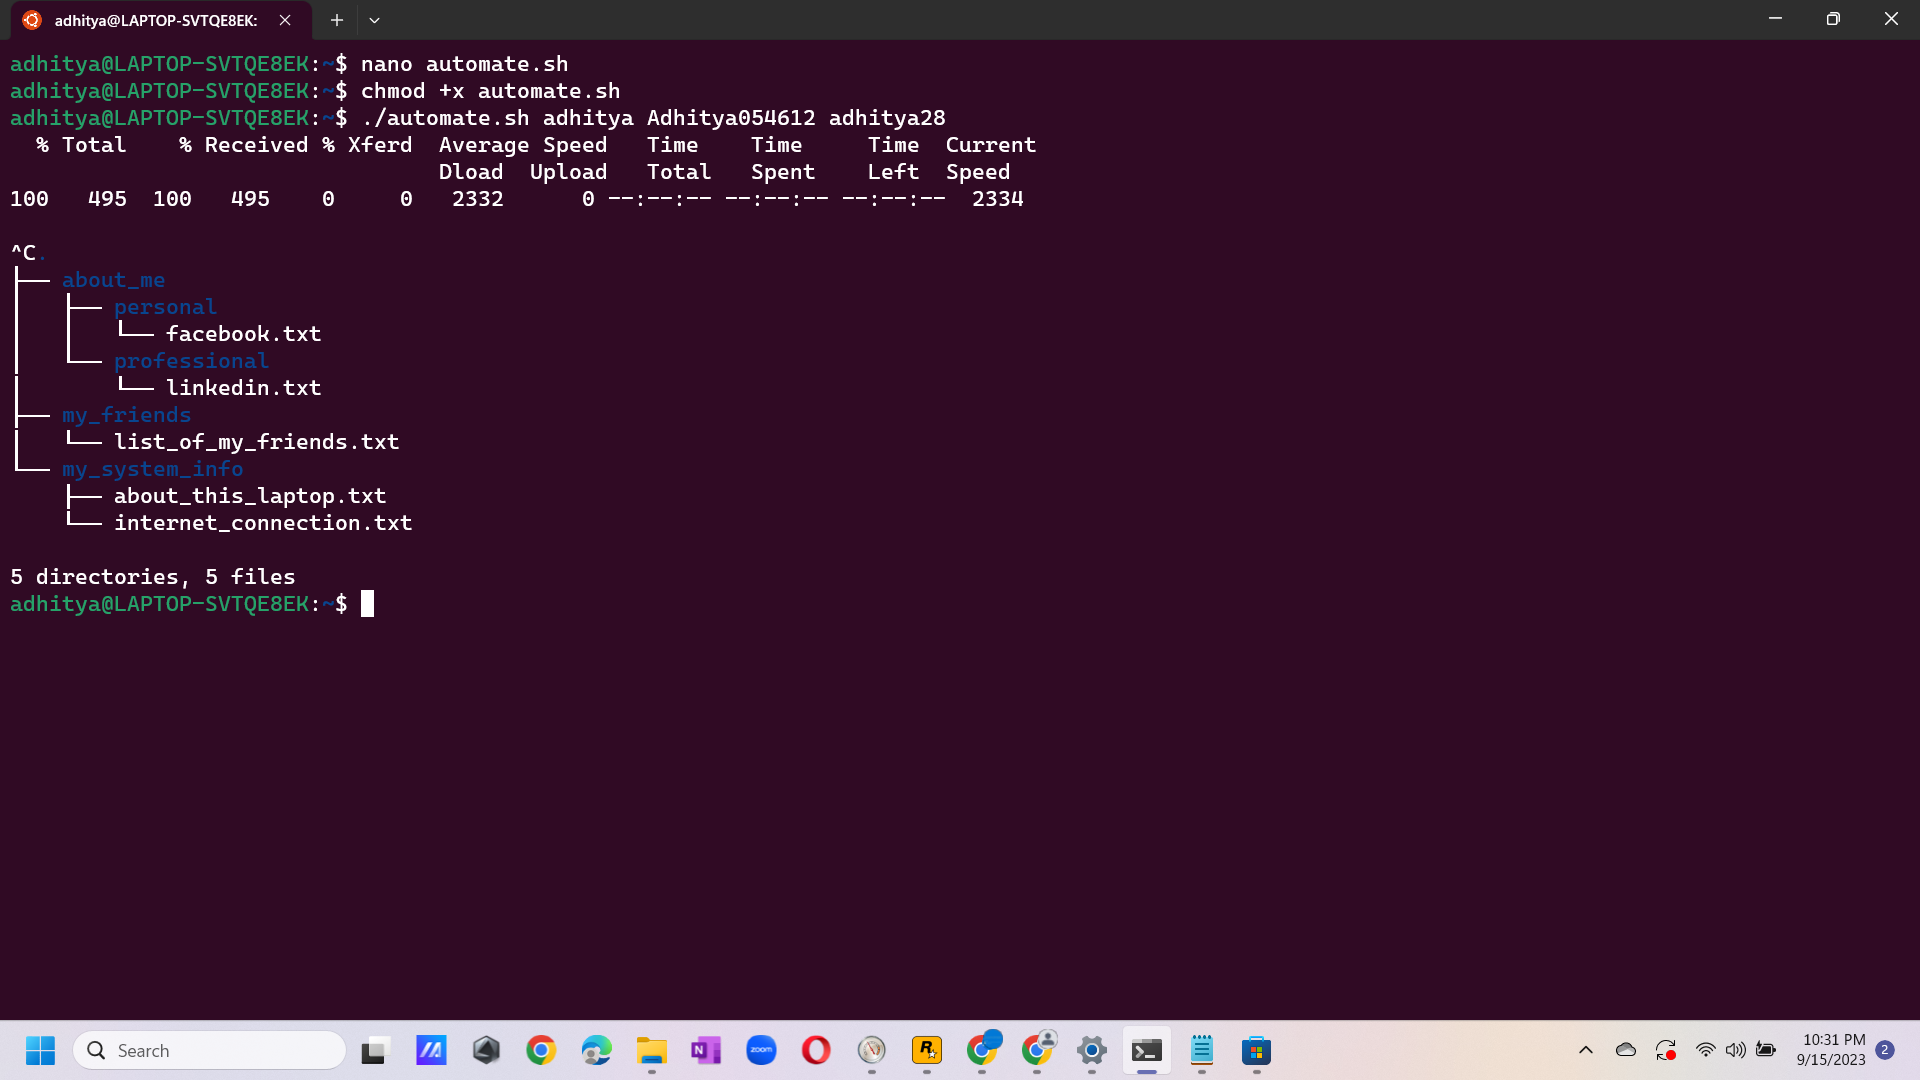 adhitya@LAPTOP-SVTQE8EK:
adhitya@LAPTOP-SVTQE8EK:~$ nano automate.sh
adhitya@LAPTOP-SVTQE8EK:~$ chmod +x automate.sh
adhitya@LAPTOP-SVTQE8EK:~$ ./automate.sh adhitya Adhitya054612 adhitya28
  % Total    % Received % Xferd  Average Speed   Time    Time     Time  Current
                                 Dload  Upload   Total   Spent    Left  Speed
100   495  100   495    0     0   2332      0 --:--:-- --:--:-- --:--:--  2334
^C.
├── about_me
│   ├── personal
│   │   └── facebook.txt
│   └── professional
│       └── linkedin.txt
├── my_friends
│   └── list_of_my_friends.txt
└── my_system_info
    ├── about_this_laptop.txt
    └── internet_connection.txt
5 directories, 5 files
adhitya@LAPTOP-SVTQE8EK:~$
Search
N
zoom
R
10:31 PM
9/15/2023
2